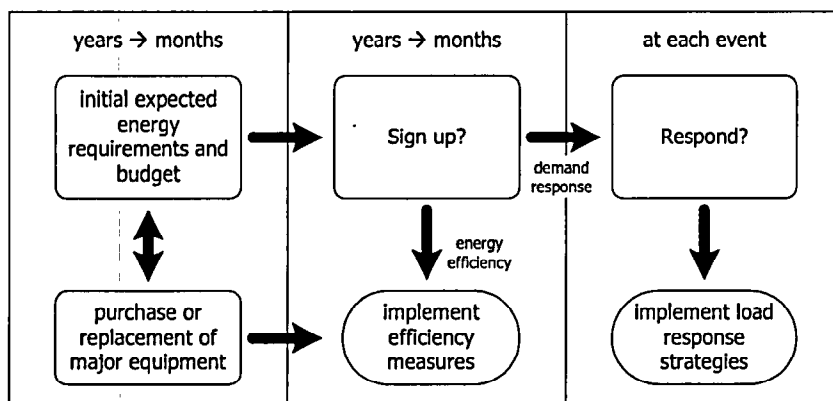 years → months
initial expected
energy
requirements and
budget
purchase or
replacement of
major equipment
years → months
Sign up?
demand
response
energy
efficiency
implement
efficiency
measures
at each event
Respond?
implement load
response
strategies